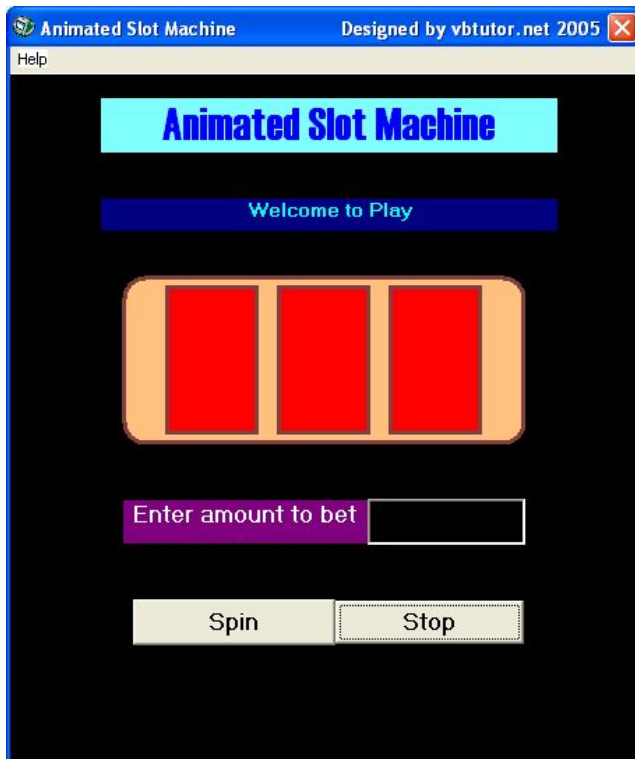 Animated Slot Machine Designed by vbtutor.net 2005
Help
Animated Slot Machine
Welcome to Play
Enter amount to bet
Spin Stop